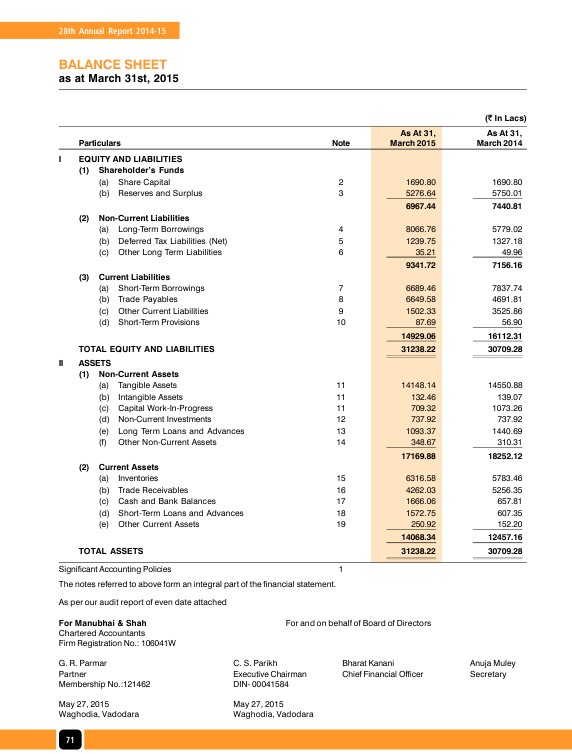 28th Annual Report 2014-15
BALANCE SHEET
as at March 31st, 2015
(₹ In Lacs)
As At 31, As At 31,
Particulars Note March 2015 March 2014
I EQUITY AND LIABILITIES
(1) Shareholder's Funds
(a) Share Capital 2 1690.80 1690.80
(b) Reserves and Surplus 3 5276.64 5750.01
6967.44 7440.81
(2) Non-Current Liabilities
(a) Long-Term Borrowings 4 8066.76 5779.02
(b) Deferred Tax Liabilities (Net) 5 1239.75 1327.18
(c) Other Long Term Liabilities 6 35.21 49.96
9341.72 7156.16
(3) Current Liabilities
(a) Short-Term Borrowings 7 6689.46 7837.74
(b) Trade Payables 8 6649.58 4691.81
(c) Other Current Liabilities 9 1502.33 3525.86
(d) Short-Term Provisions 10 87.69 56.90
14929.06 16112.31
TOTAL EQUITY AND LIABILITIES 31238.22 30709.28
II ASSETS
(1) Non-Current Assets
(a) Tangible Assets 11 14148.14 14550.88
(b) Intangible Assets 11 132.46 139.07
(c) Capital Work-In-Progress 11 709.32 1073.26
(d) Non-Current Investments 12 737.92 737.92
(e) Long Term Loans and Advances 13 1093.37 1440.69
(f) Other Non-Current Assets 14 348.67 310.31
17169.88 18252.12
(2) Current Assets
(a) Inventories 15 6316.58 5783.46
(b) Trade Receivables 16 4262.03 5256.35
(c) Cash and Bank Balances 17 1666.06 657.81
(d) Short-Term Loans and Advances 18 1572.75 607.35
(e) Other Current Assets 19 250.92 152.20
14068.34 12457.16
TOTAL ASSETS 31238.22 30709.28
Significant Accounting Policies 1
The notes referred to above form an integral part of the financial statement.
As per our audit report of even date attached
For Manubhai & Shah For and on behalf of Board of Directors
Chartered Accountants
Firm Registration No.: 106041W
G. R. Parmar C. S. Parikh Bharat Kanani Anuja Muley
Partner Executive Chairman Chief Financial Officer Secretary
Membership No.:121462 DIN- 00041584
May 27, 2015 May 27, 2015
Waghodia, Vadodara Waghodia, Vadodara
71